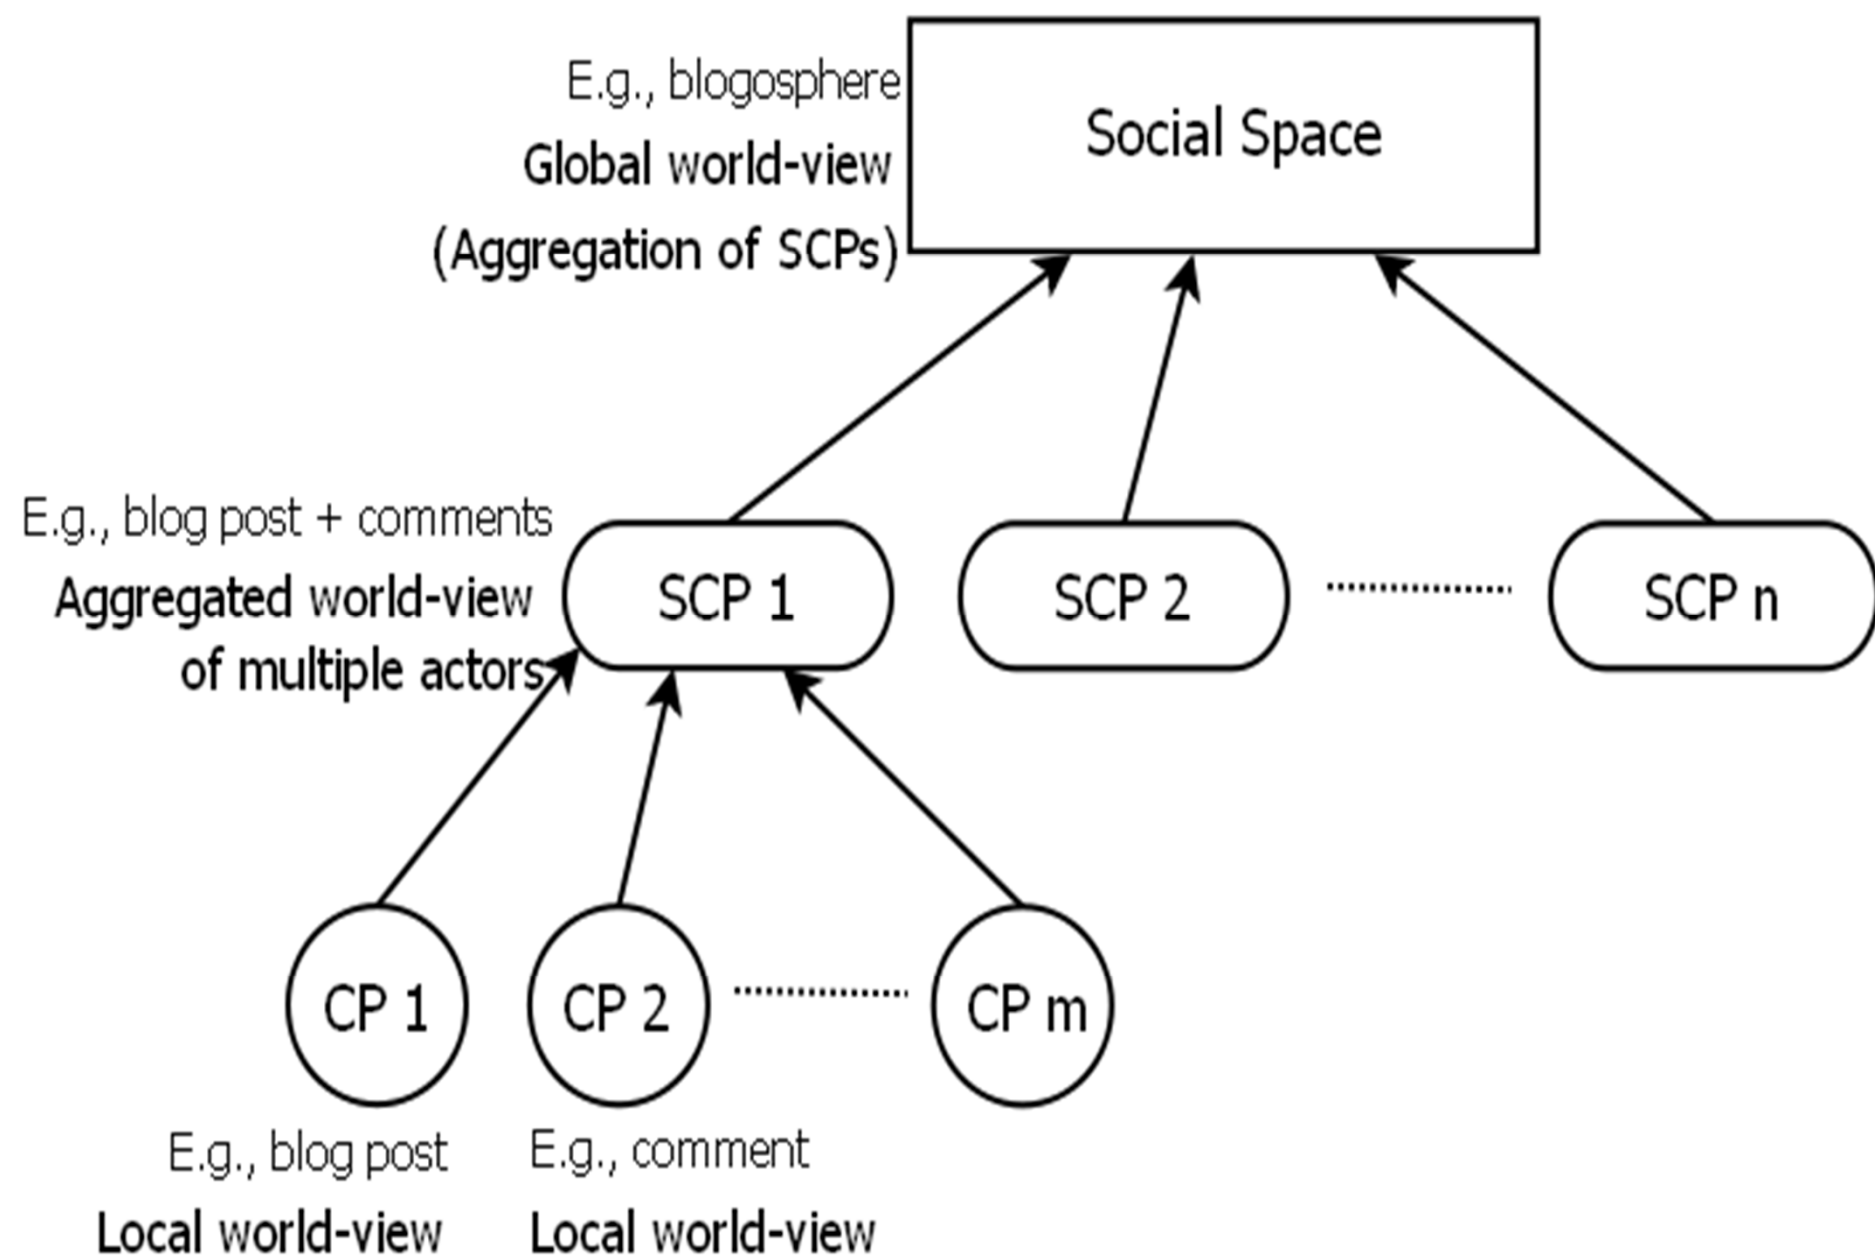 E.g., blogosphere
Global world-view
(Aggregation of SCPs)
Social Space
E.g., blog post + comments
Aggregated world-view
of multiple actors
SCP 1
SCP 2
SCP n
CP 1
CP 2
CP m
E.g., blog post
Local world-view
E.g., comment
Local world-view